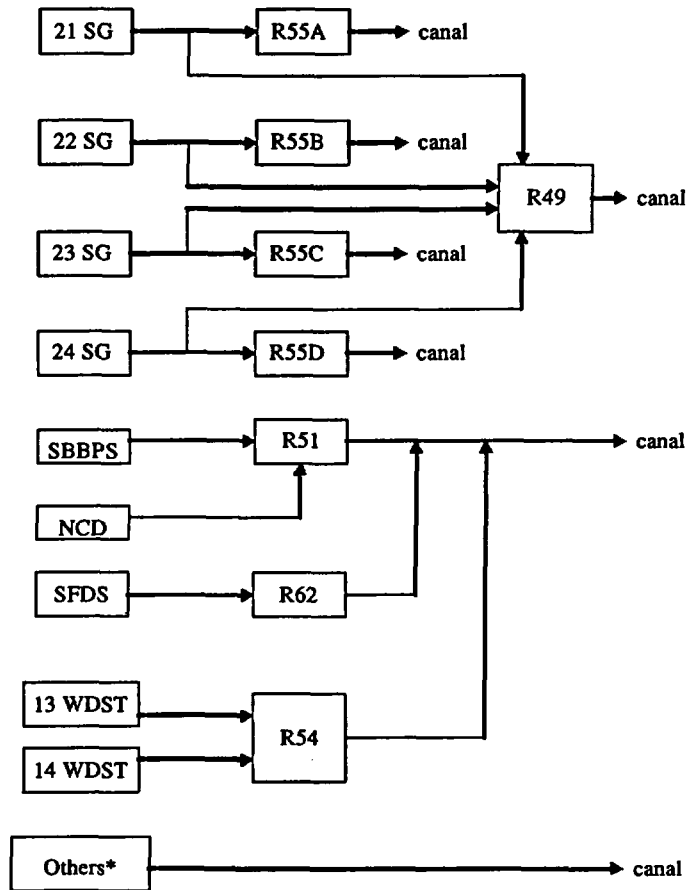 21 SG
R55A
canal
22 SG
R55B
canal
R49
canal
23 SG
R55C
canal
24 SG
R55D
canal
SBBPS
R51
canal
NCD
SFDS
R62
13 WDST
R54
14 WDST
Others*
canal